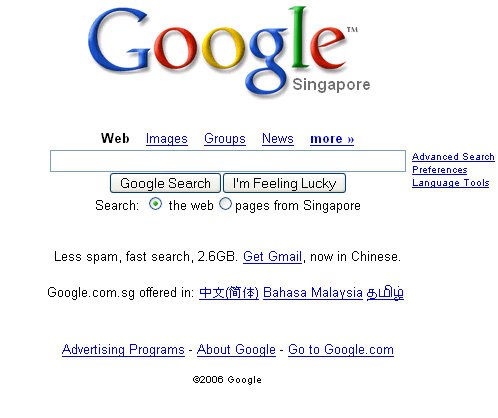 Google™
Singapore
Web Images Groups News more »
Advanced Search
Preferences
Language Tools
Google Search I'm Feeling Lucky
Search: the web pages from Singapore
Less spam, fast search, 2.6GB. Get Gmail, now in Chinese.
Google.com.sg offered in: 中文(简体) Bahasa Malaysia தமிழ்
Advertising Programs - About Google - Go to Google.com
©2006 Google